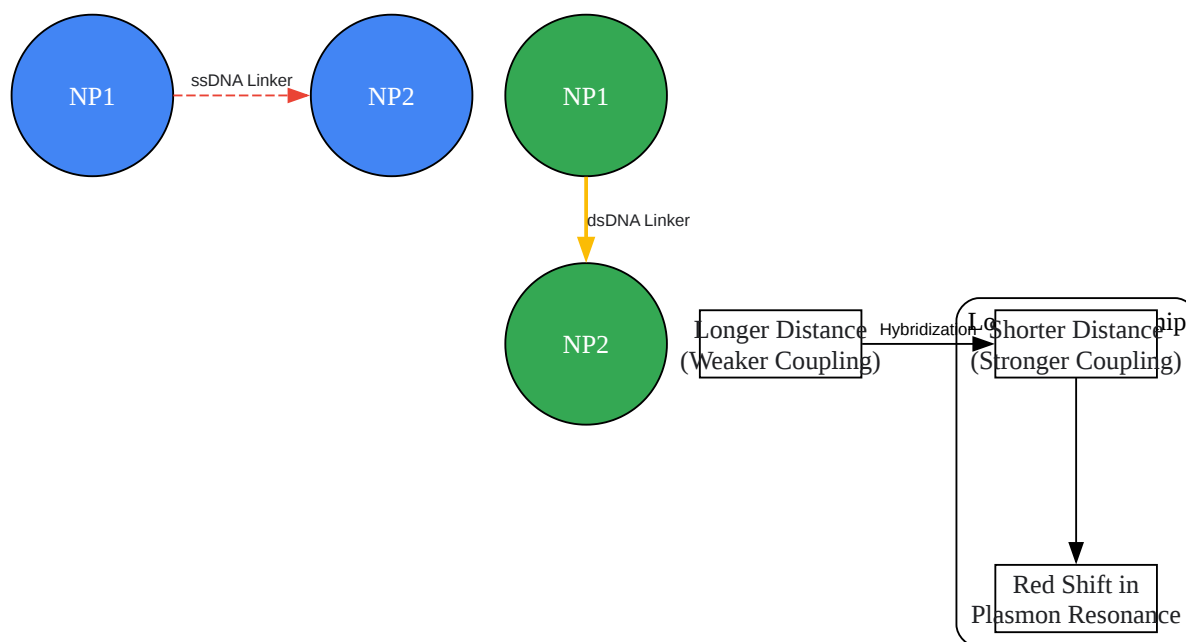 NP1
ssDNA Linker
NP2
NP1
dsDNA Linker
NP2
Longer Distance
(Weaker Coupling)
Hybridization
Shorter Distance
(Stronger Coupling)
Red Shift in
Plasmon Resonance